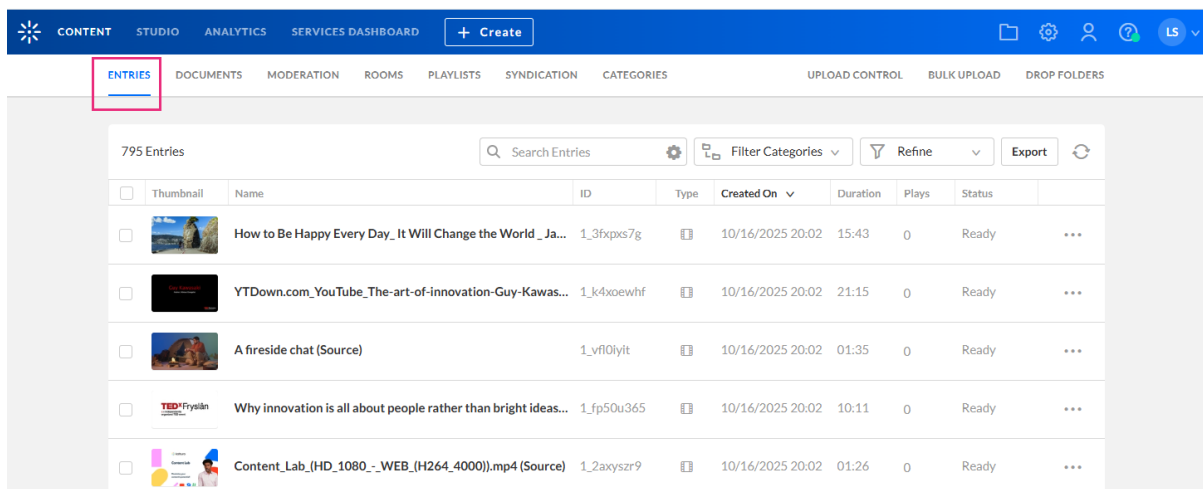 CONTENT STUDIO ANALYTICS SERVICES DASHBOARD + Create LS
ENTRIES DOCUMENTS MODERATION ROOMS PLAYLISTS SYNDICATION CATEGORIES UPLOAD CONTROL BULK UPLOAD DROP FOLDERS
795 Entries Search Entries Filter Categories Refine Export
Thumbnail Name ID Type Created On Duration Plays Status
How to Be Happy Every Day_ It Will Change the World _ Ja... 1_3fxpxs7g 10/16/2025 20:02 15:43 0 Ready
YTDown.com_YouTube_The-art-of-innovation-Guy-Kawas... 1_k4xoewhf 10/16/2025 20:02 21:15 0 Ready
A fireside chat (Source) 1_vfl0iyit 10/16/2025 20:02 01:35 0 Ready
TEDxFryslân Why innovation is all about people rather than bright ideas... 1_fp50u365 10/16/2025 20:02 10:11 0 Ready
Content_Lab_(HD_1080_-_WEB_(H264_4000)).mp4 (Source) 1_2axyszr9 10/16/2025 20:02 01:26 0 Ready